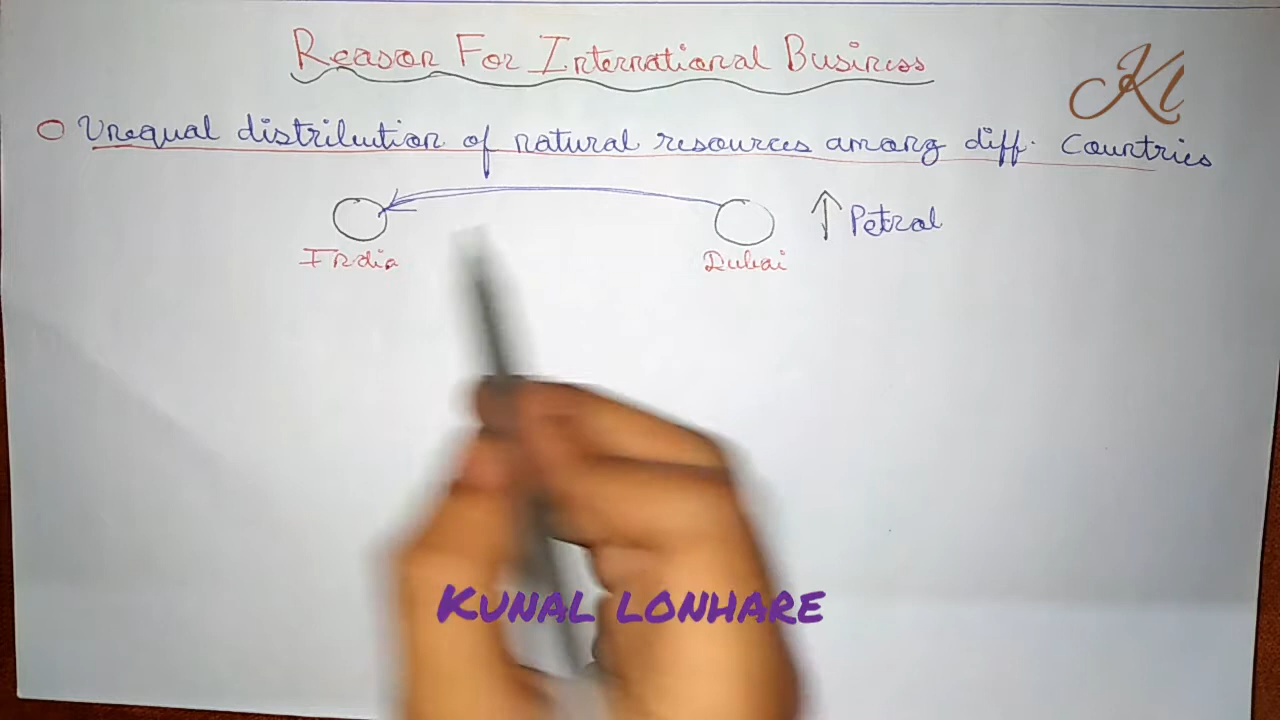 Reason For International Business
Kl
Unequal distribution of natural resources among diff. Countries
↑ Petrol
India
Dubai
KUNAL LONHARE